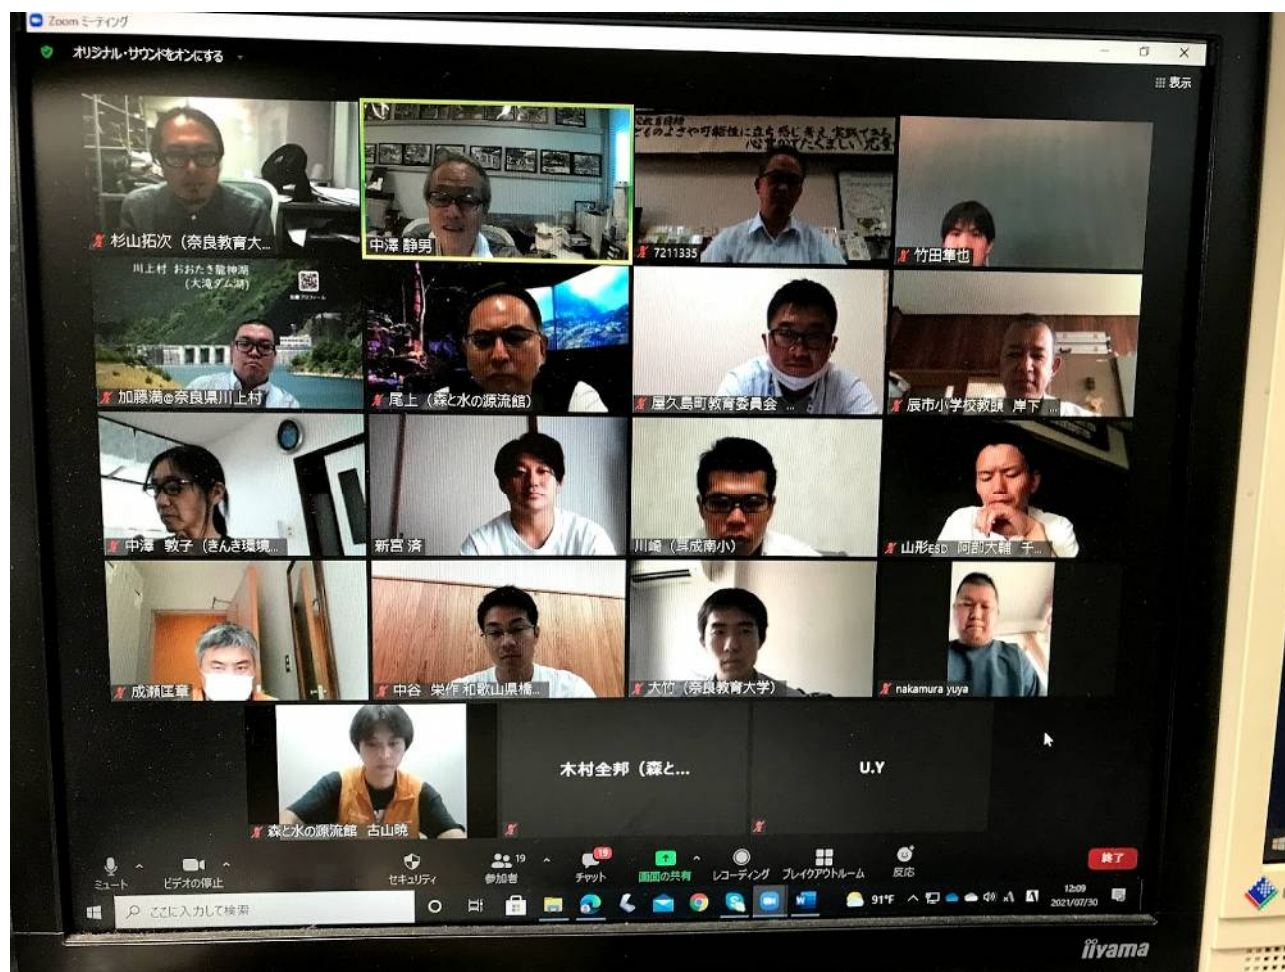 Zoom ミーティング
オリジナル・サウンドをオンにする
表示
杉山拓次（奈良教育大...
中澤 静男
7211335
竹田隼也
川上村 おおたき龍神湖
(大滝ダム湖)
加藤満@奈良県川上村
尾上（森と水の源流館）
屋久島町教育委員会 ...
辰市小学校教頭 岸下 ...
中澤 敦子（きんき環境...
新宮 済
川崎（耳成南小）
山形ESD 阿部大輔 千...
成瀬匡章
中谷 栄作 和歌山県橋...
大竹（奈良教育大学）
nakamura yuya
森と水の源流館 古山暁
木村全邦（森と...
U.Y
ミュート
ビデオの停止
セキュリティ
19
参加者
19
チャット
画面の共有
レコーディング
ブレイクアウトルーム
反応
終了
ここに入力して検索
91°F
12:09
2021/07/30
iiyama